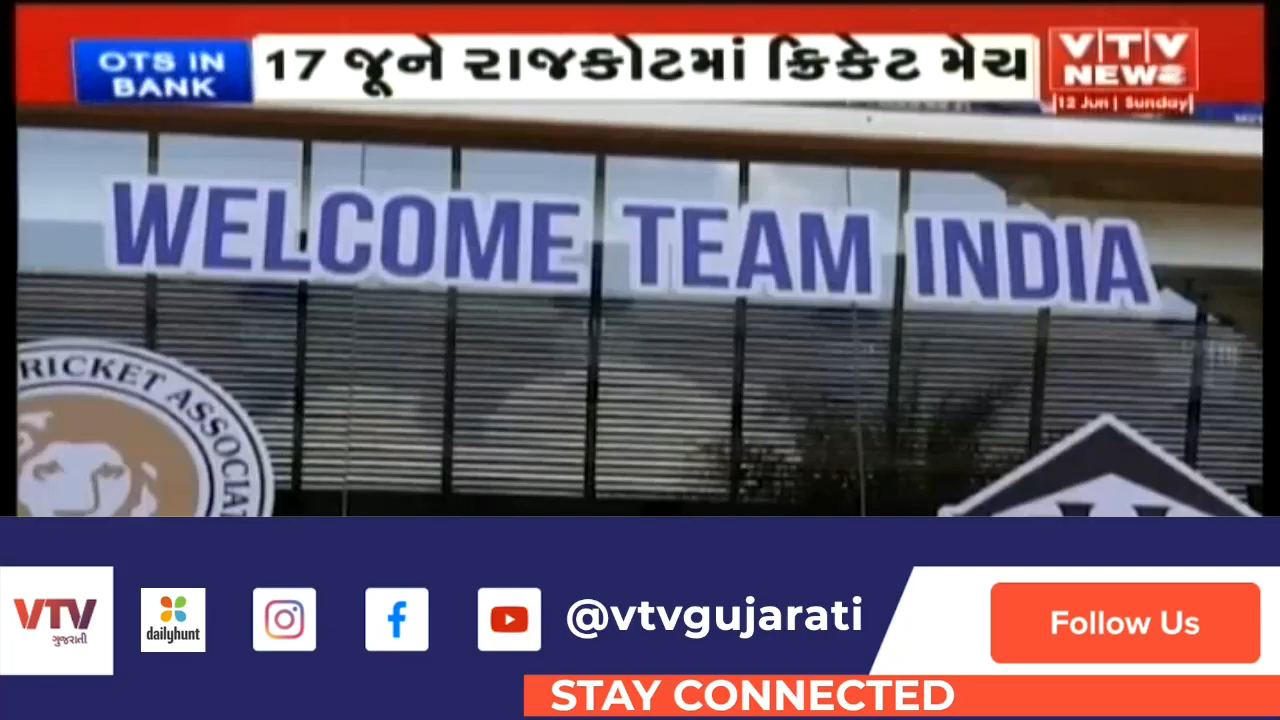 OTS IN
BANK
17 જૂને રાજકોટમાં ક્રિકેટ મેચ
VTV
NEWS
12 Jun | Sunday
WELCOME TEAM INDIA
RICKET ASSOCIAT
VTV
ગુજરાતી
dailyhunt
@vtvgujarati
Follow Us
STAY CONNECTED